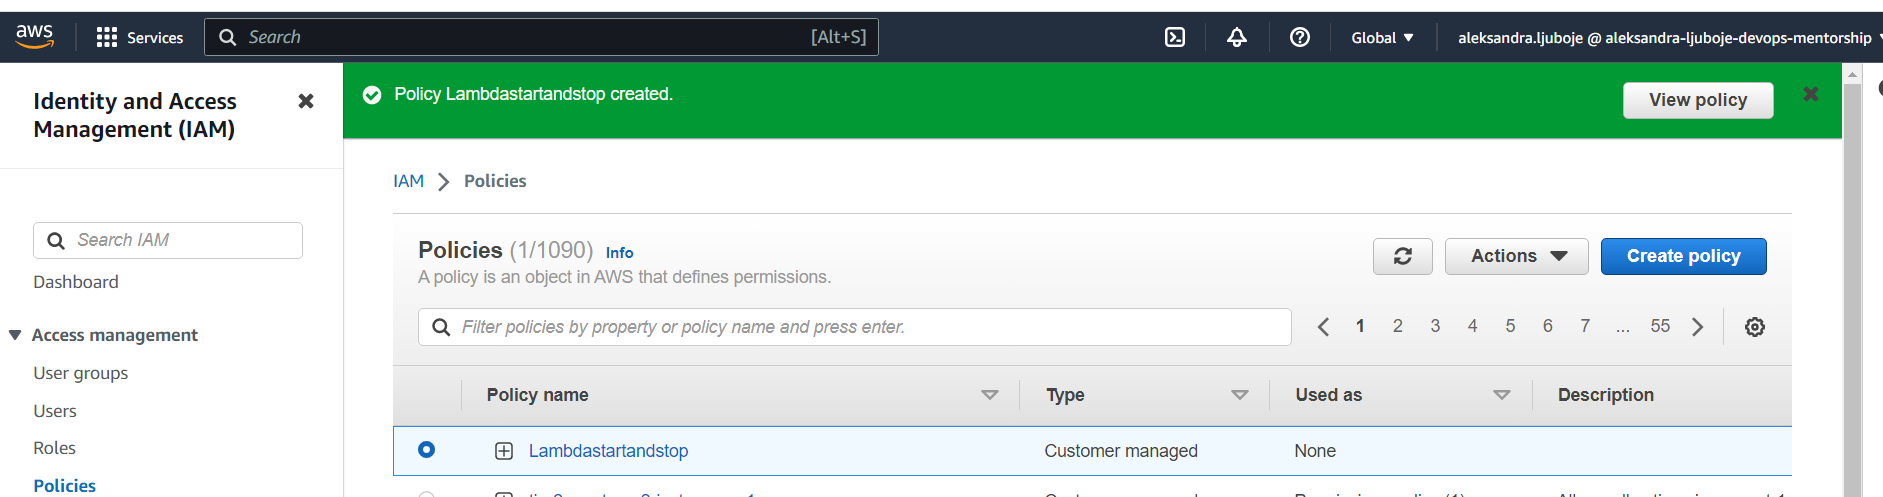 aws
Services
Search
[Alt+S]
Global
aleksandra.ljuboje @ aleksandra-ljuboje-devops-mentorship
Identity and Access
Management (IAM)
Search IAM
Dashboard
Access management
User groups
Users
Roles
Policies
Policy Lambdastartandstop created.
View policy
IAM
Policies
Policies (1/1090) Info
A policy is an object in AWS that defines permissions.
Actions
Create policy
Filter policies by property or policy name and press enter.
1 2 3 4 5 6 7 ... 55
Policy name Type Used as Description
Lambdastartandstop Customer managed None